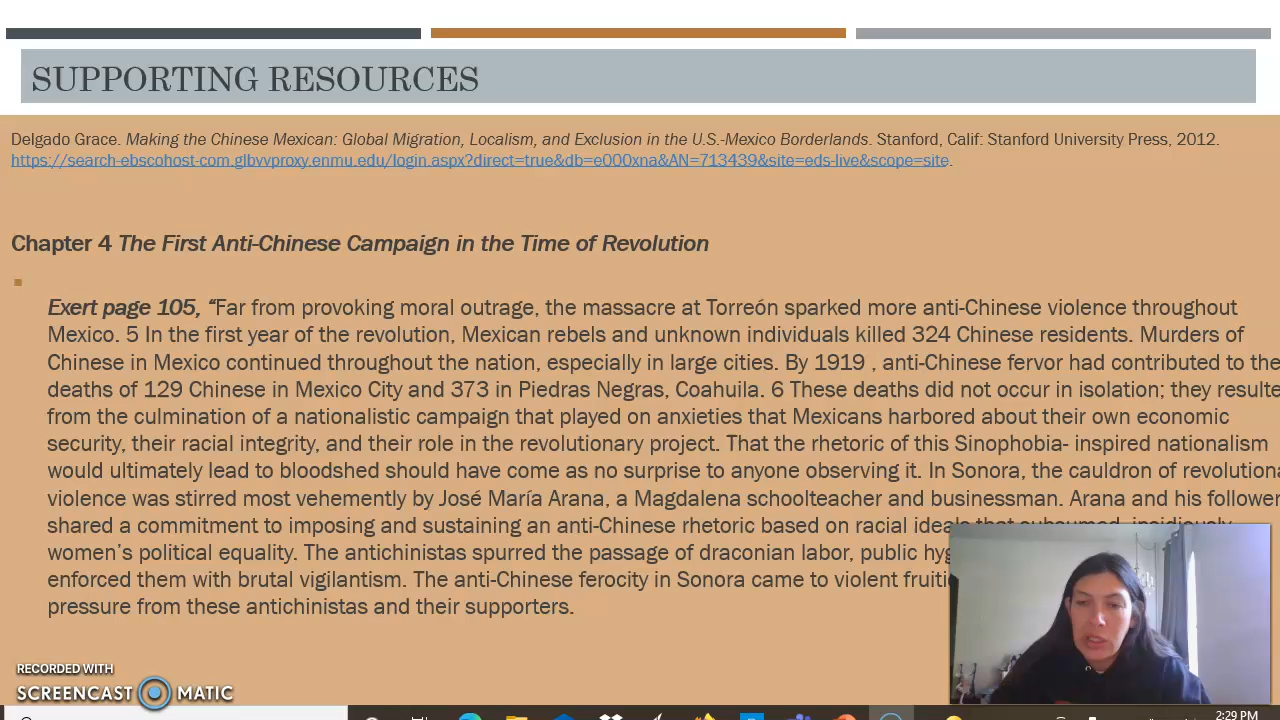 SUPPORTING RESOURCES
Delgado Grace. Making the Chinese Mexican: Global Migration, Localism, and Exclusion in the U.S.-Mexico Borderlands. Stanford, Calif: Stanford University Press, 2012.
https://search-ebscohost-com.glbvvproxy.enmu.edu/login.aspx?direct=true&db=e000xna&AN=713439&site=eds-live&scope=site.
Chapter 4 The First Anti-Chinese Campaign in the Time of Revolution
Exert page 105, “Far from provoking moral outrage, the massacre at Torreón sparked more anti-Chinese violence throughout
Mexico. 5 In the first year of the revolution, Mexican rebels and unknown individuals killed 324 Chinese residents. Murders of
Chinese in Mexico continued throughout the nation, especially in large cities. By 1919 , anti-Chinese fervor had contributed to the
deaths of 129 Chinese in Mexico City and 373 in Piedras Negras, Coahuila. 6 These deaths did not occur in isolation; they resulte
from the culmination of a nationalistic campaign that played on anxieties that Mexicans harbored about their own economic
security, their racial integrity, and their role in the revolutionary project. That the rhetoric of this Sinophobia- inspired nationalism
would ultimately lead to bloodshed should have come as no surprise to anyone observing it. In Sonora, the cauldron of revolutiona
violence was stirred most vehemently by José María Arana, a Magdalena schoolteacher and businessman. Arana and his follower
shared a commitment to imposing and sustaining an anti-Chinese rhetoric based on racial ideals that subsumed, insidiously
women’s political equality. The antichinistas spurred the passage of draconian labor, public hyg
enforced them with brutal vigilantism. The anti-Chinese ferocity in Sonora came to violent fruiti
pressure from these antichinistas and their supporters.
RECORDED WITH
SCREENCAST MATIC
2:29 PM